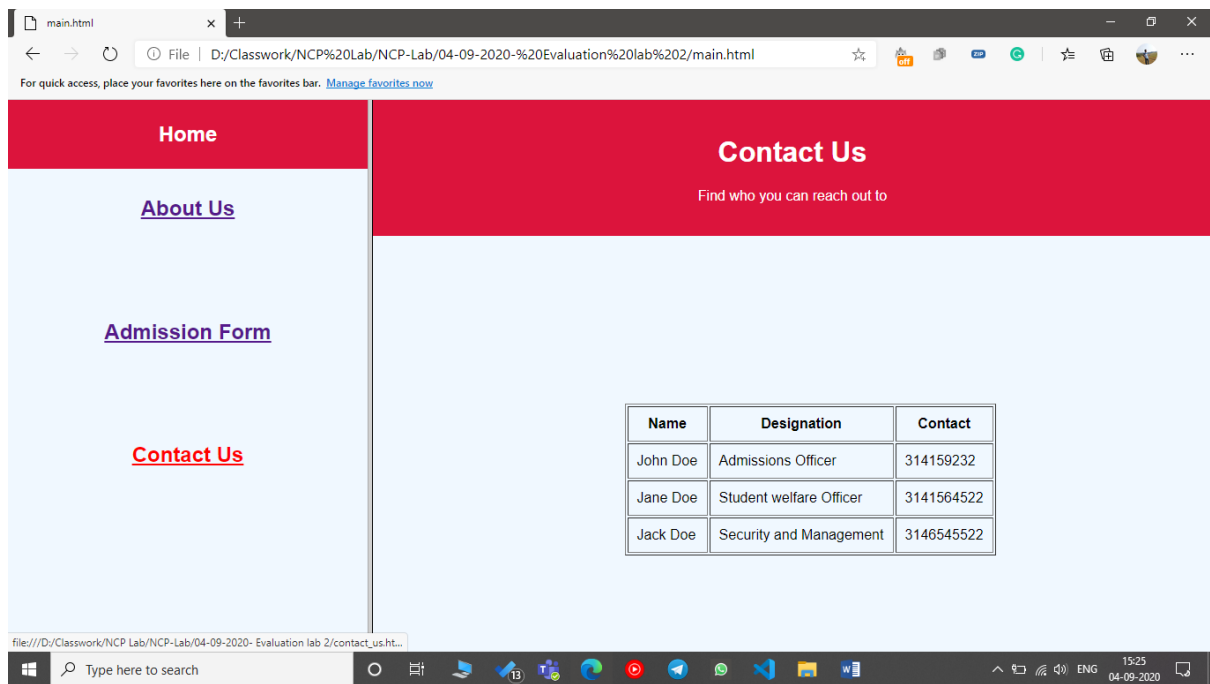 main.html
File | D:/Classwork/NCP%20Lab/NCP-Lab/04-09-2020-%20Evaluation%20lab%202/main.html
off
ZIP
For quick access, place your favorites here on the favorites bar. Manage favorites now
Home
About Us
Admission Form
Contact Us
Contact Us
Find who you can reach out to
Name Designation Contact
John Doe Admissions Officer 314159232
Jane Doe Student welfare Officer 3141564522
Jack Doe Security and Management 3146545522
file:///D:/Classwork/NCP Lab/NCP-Lab/04-09-2020- Evaluation lab 2/contact_us.ht...
Type here to search
13
ENG
15:25
04-09-2020